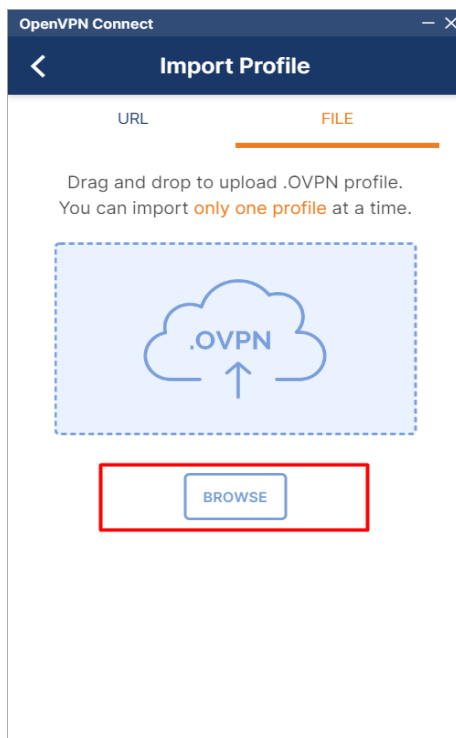 OpenVPN Connect
Import Profile
URL
FILE
Drag and drop to upload .OVPN profile.
You can import only one profile at a time.
.OVPN
BROWSE